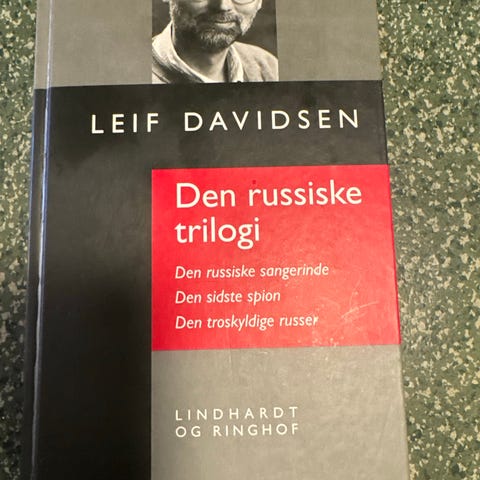 LEIF DAVIDSEN
Den russiske
trilogi
Den russiske sangerinde
Den sidste spion
Den troskyldige russer
LINDHARDT
OG RINGHOF